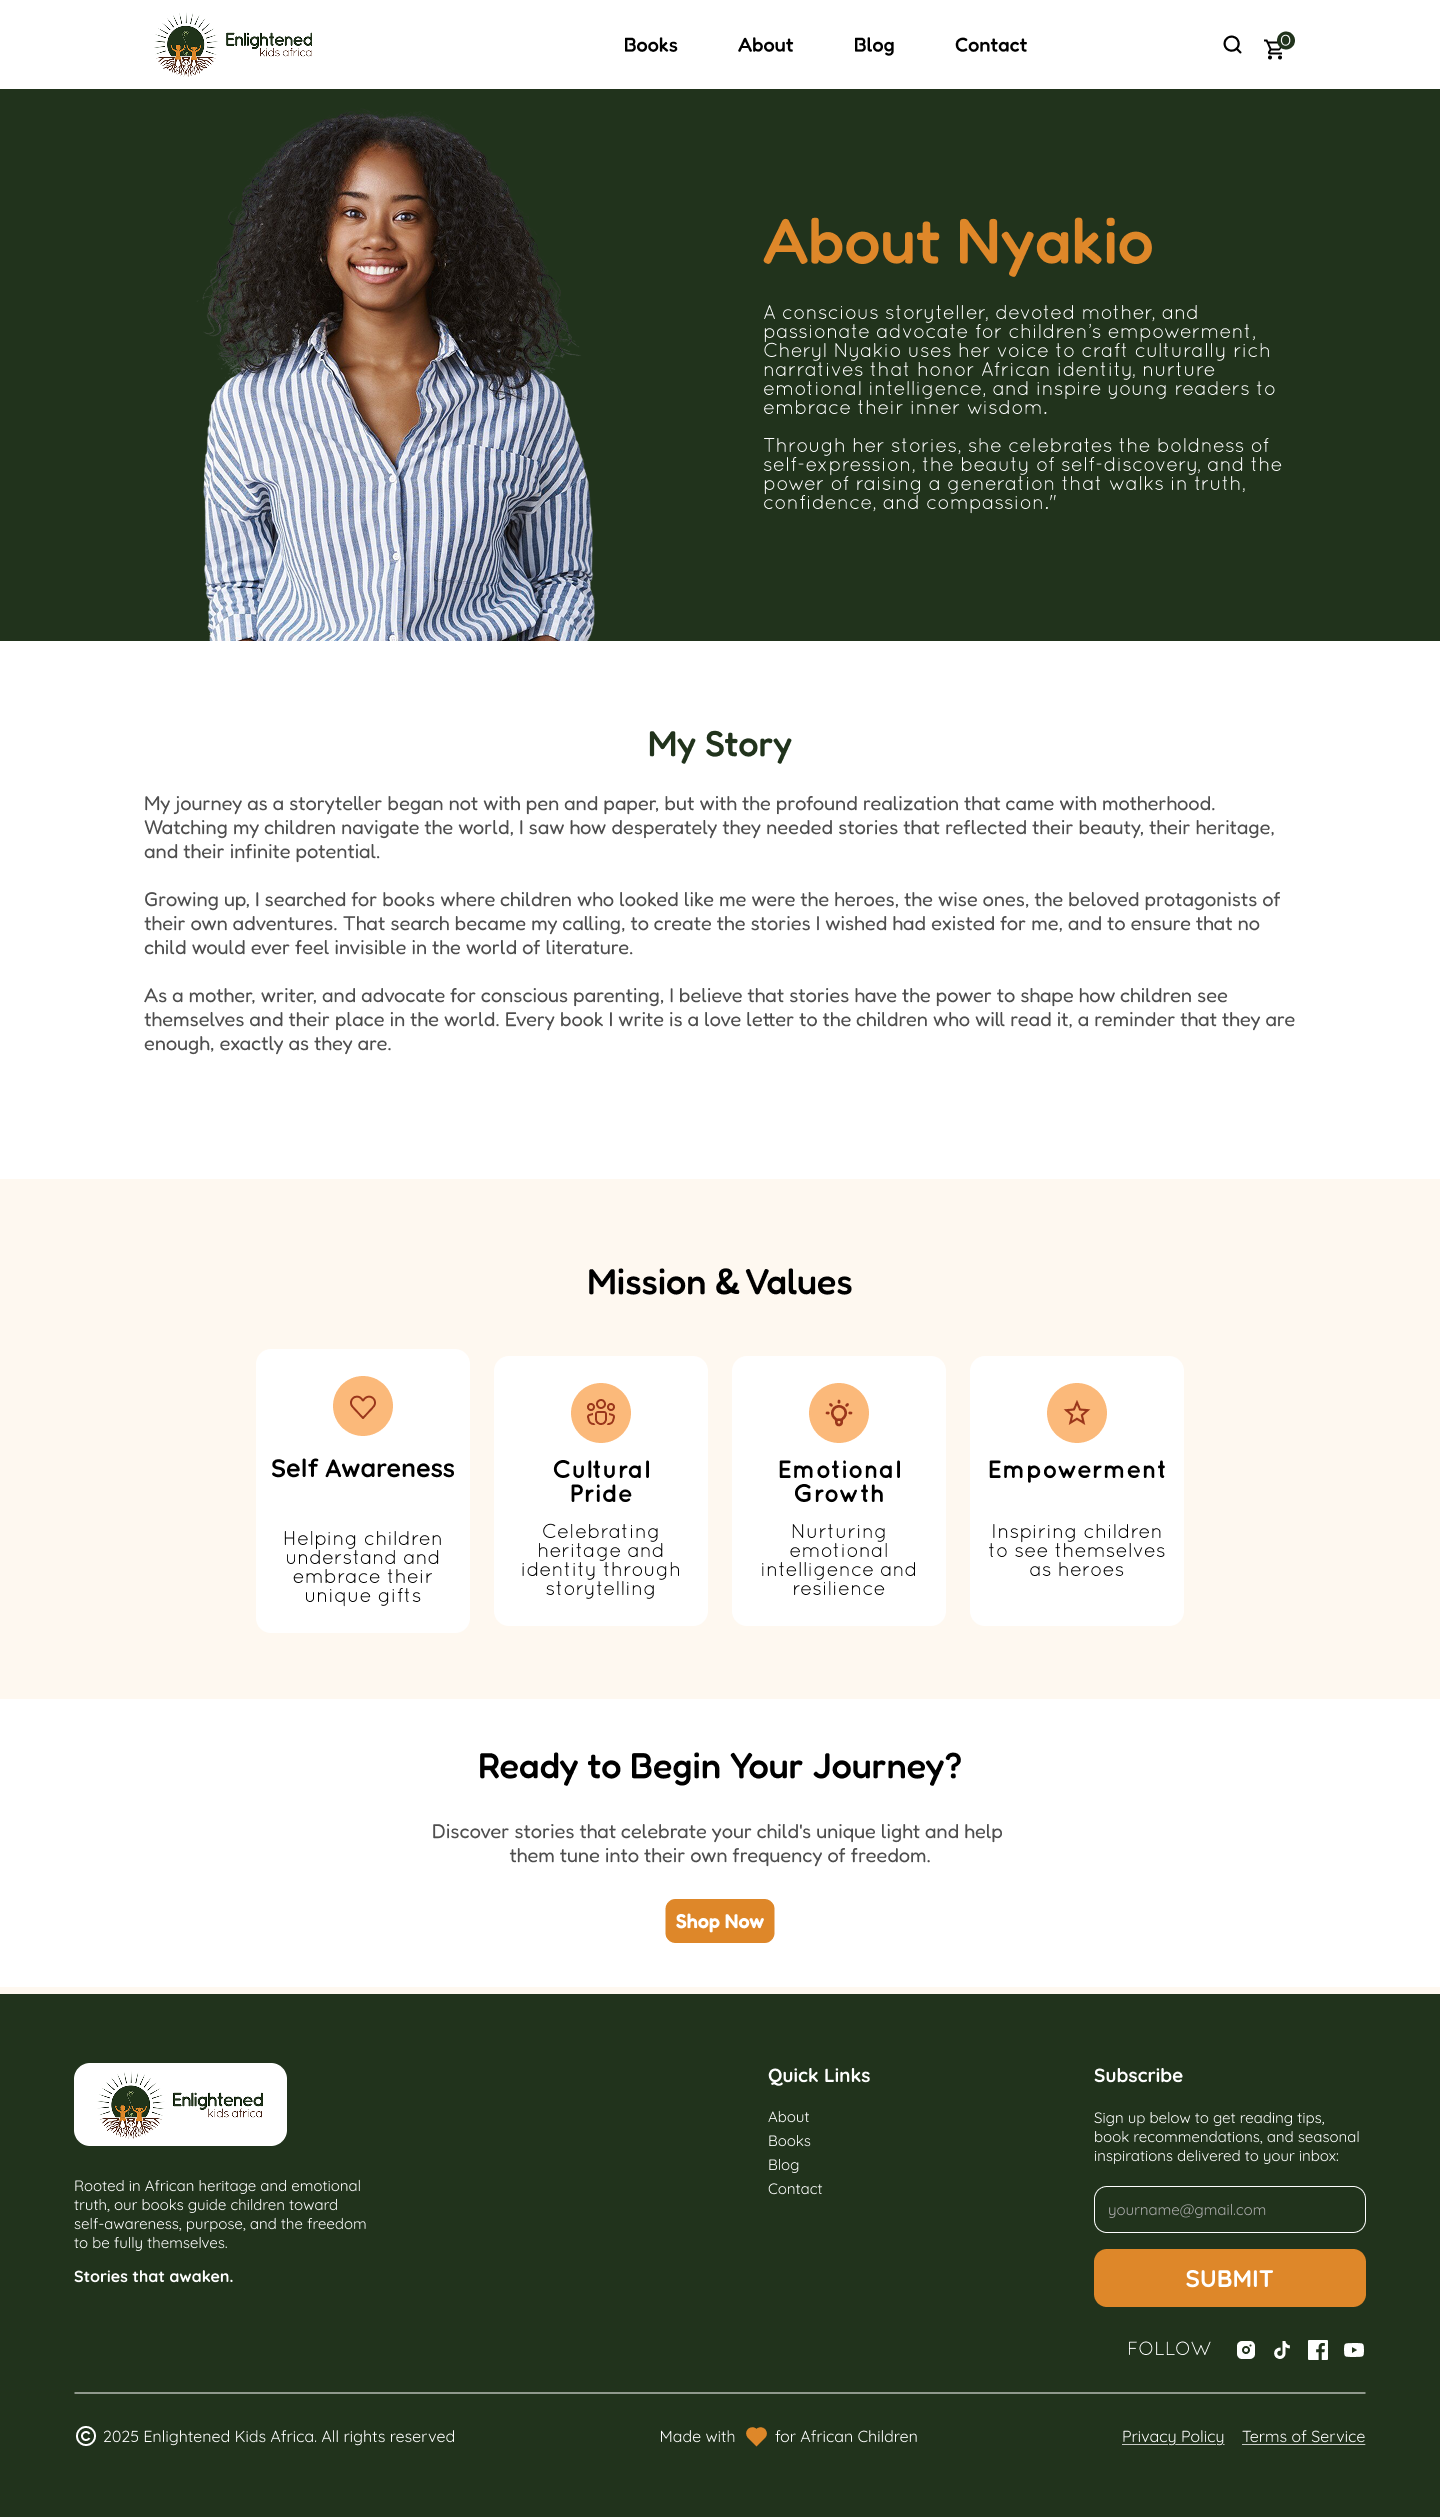 Enlightened
kids africa
Books
About
Blog
Contact
0
About Nyakio
A conscious storyteller, devoted mother, and
passionate advocate for children’s empowerment,
Cheryl Nyakio uses her voice to craft culturally rich
narratives that honor African identity, nurture
emotional intelligence, and inspire young readers to
embrace their inner wisdom.
Through her stories, she celebrates the boldness of
self-expression, the beauty of self-discovery, and the
power of raising a generation that walks in truth,
confidence, and compassion."
My Story
My journey as a storyteller began not with pen and paper, but with the profound realization that came with motherhood.
Watching my children navigate the world, I saw how desperately they needed stories that reflected their beauty, their heritage,
and their infinite potential.
Growing up, I searched for books where children who looked like me were the heroes, the wise ones, the beloved protagonists of
their own adventures. That search became my calling, to create the stories I wished had existed for me, and to ensure that no
child would ever feel invisible in the world of literature.
As a mother, writer, and advocate for conscious parenting, I believe that stories have the power to shape how children see
themselves and their place in the world. Every book I write is a love letter to the children who will read it, a reminder that they are
enough, exactly as they are.
Mission & Values
Self Awareness
Helping children
understand and
embrace their
unique gifts
Cultural
Pride
Celebrating
heritage and
identity through
storytelling
Emotional
Growth
Nurturing
emotional
intelligence and
resilience
Empowerment
Inspiring children
to see themselves
as heroes
Ready to Begin Your Journey?
Discover stories that celebrate your child's unique light and help
them tune into their own frequency of freedom.
Shop Now
Enlightened
kids africa
Rooted in African heritage and emotional
truth, our books guide children toward
self-awareness, purpose, and the freedom
to be fully themselves.
Stories that awaken.
Quick Links
About
Books
Blog
Contact
Subscribe
Sign up below to get reading tips,
book recommendations, and seasonal
inspirations delivered to your inbox:
yourname@gmail.com
SUBMIT
FOLLOW
© 2025 Enlightened Kids Africa. All rights reserved
Made with for African Children
Privacy Policy
Terms of Service